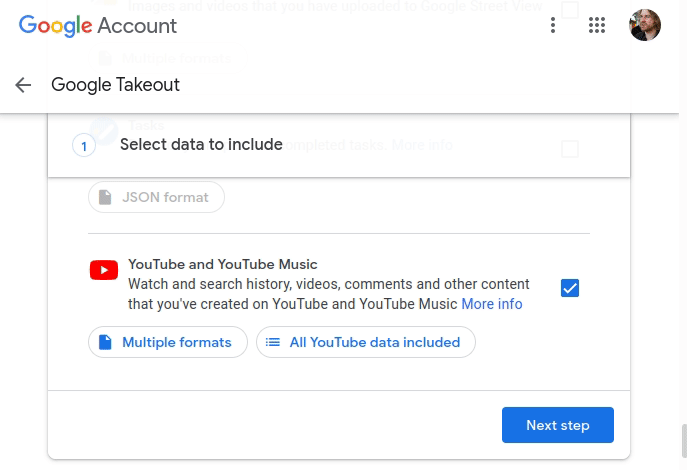 Images and videos that you have uploaded to Google Street View
Google Account
Multiple formats
Google Takeout
Tasks
1
Select data to include
completed tasks. More info
JSON format
YouTube and YouTube Music
Watch and search history, videos, comments and other content
that you've created on YouTube and YouTube Music More info
Multiple formats
All YouTube data included
Next step